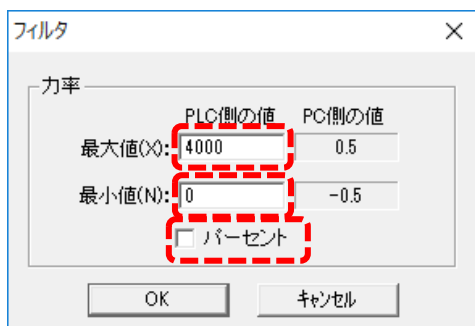 フィルタ
力率
PLC側の値 PC側の値
最大値(X): 4000 0.5
最小値(N): 0 -0.5
パーセント
OK キャンセル